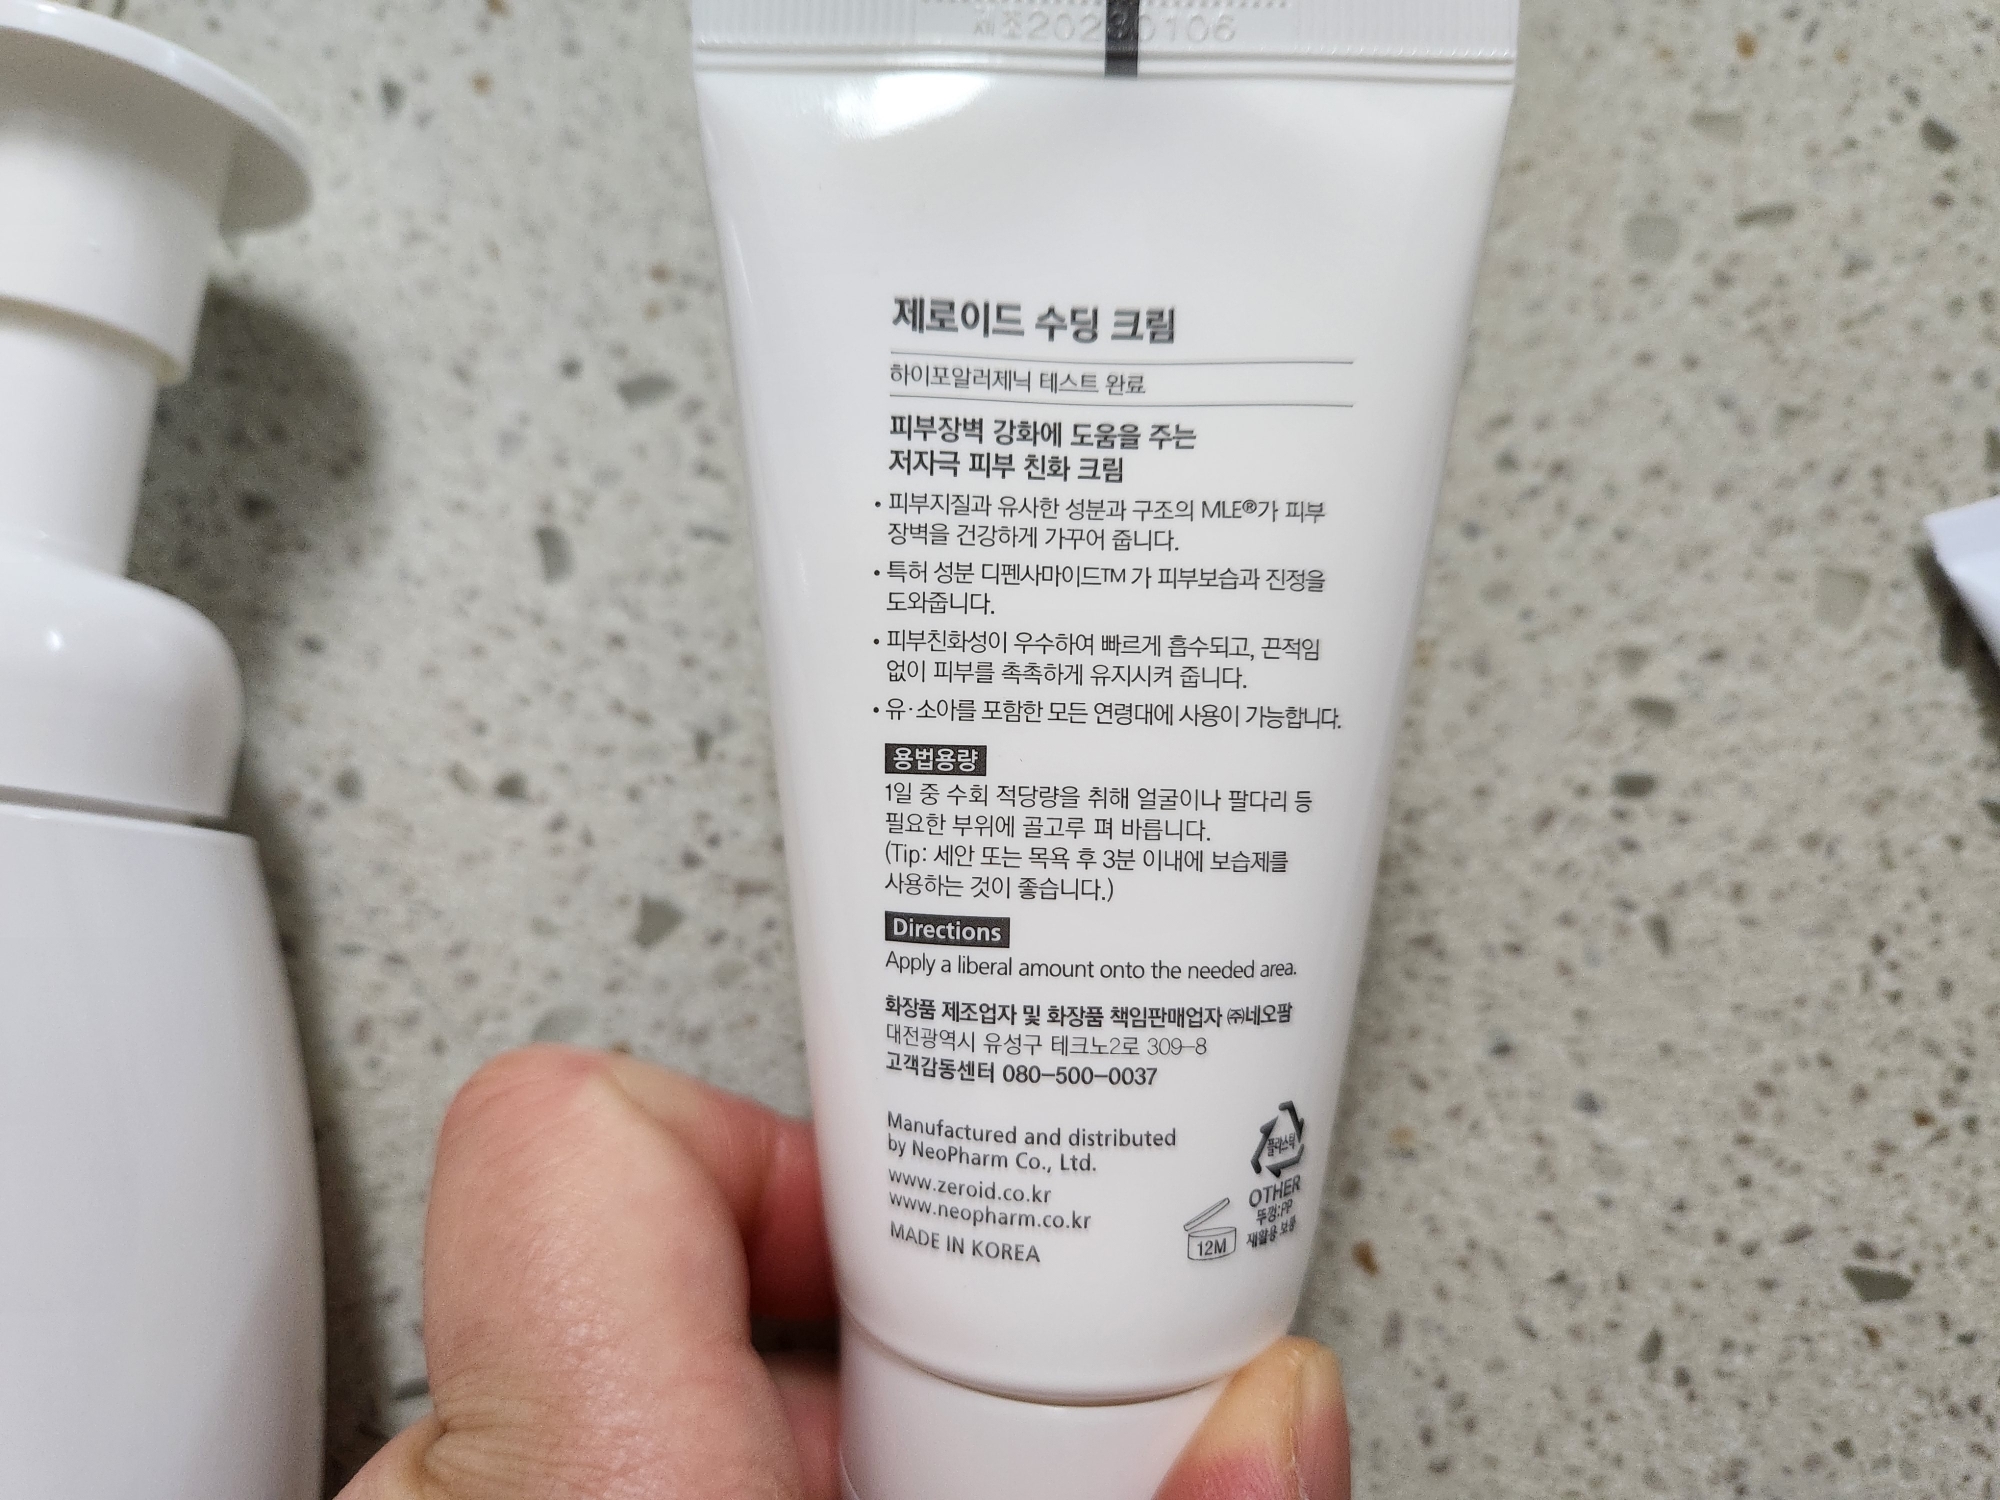 제조20230106
제로이드 수딩 크림
하이포알러제닉 테스트 완료
피부장벽 강화에 도움을 주는
저자극 피부 친화 크림
• 피부지질과 유사한 성분과 구조의 MLE®가 피부
장벽을 건강하게 가꾸어 줍니다.
• 특허 성분 디펜사마이드™ 가 피부보습과 진정을
도와줍니다.
• 피부친화성이 우수하여 빠르게 흡수되고, 끈적임
없이 피부를 촉촉하게 유지시켜 줍니다.
• 유·소아를 포함한 모든 연령대에 사용이 가능합니다.
용법용량
1일 중 수회 적당량을 취해 얼굴이나 팔다리 등
필요한 부위에 골고루 펴 바릅니다.
(Tip: 세안 또는 목욕 후 3분 이내에 보습제를
사용하는 것이 좋습니다.)
Directions
Apply a liberal amount onto the needed area.
화장품 제조업자 및 화장품 책임판매업자 ㈜네오팜
대전광역시 유성구 테크노2로 309-8
고객감동센터 080-500-0037
Manufactured and distributed
by NeoPharm Co., Ltd.
www.zeroid.co.kr
www.neopharm.co.kr
MADE IN KOREA
12M
플라스틱
OTHER
뚜껑:PP
재활용 보통